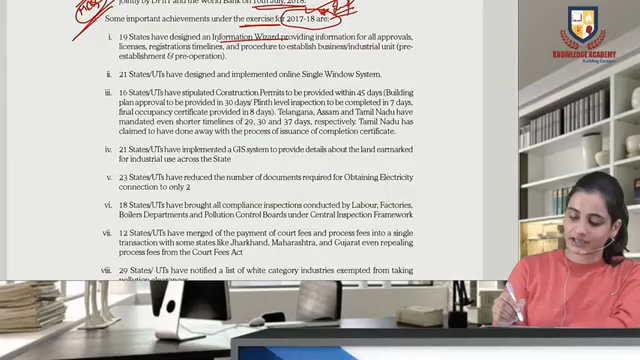 jointly by DPIIT and the World Bank on 10th July, 2018.
Some important achievements under the exercise for 2017-18 are:
i. 19 States have designed an Information Wizard providing information for all approvals,
licenses, registrations timelines, and procedure to establish business/industrial unit (pre-
establishment & pre-operation).
ii. 21 States/UTs have designed and implemented online Single Window System.
iii. 16 States/UTs have stipulated Construction Permits to be provided within 45 days (Building
plan approval to be provided in 30 days/ Plinth level inspection to be completed in 7 days,
final occupancy certificate provided in 8 days). Telangana, Assam and Tamil Nadu have
mandated even shorter timelines of 29, 30 and 37 days, respectively. Tamil Nadu has
claimed to have done away with the process of issuance of completion certificate.
iv. 21 States/UTs have implemented a GIS system to provide details about the land earmarked
for industrial use across the State
v. 23 States/UTs have reduced the number of documents required for Obtaining Electricity
connection to only 2
vi. 18 States/UTs have brought all compliance inspections conducted by Labour, Factories,
Boilers Departments and Pollution Control Boards under Central Inspection Framework
vii. 12 States/UTs have merged of the payment of court fees and process fees into a single
transaction with some states like Jharkhand, Maharashtra, and Gujarat even repealing
process fees from the Court Fees Act
viii. 29 States/ UTs have notified a list of white category industries exempted from taking
pollution clearances
KNOWLEDGE ACADEMY